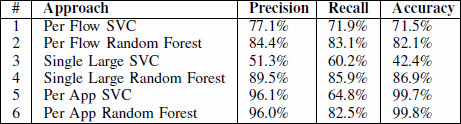 # Approach Precision Recall Accuracy
1 Per Flow SVC 77.1% 71.9% 71.5%
2 Per Flow Random Forest 84.4% 83.1% 82.1%
3 Single Large SVC 51.3% 60.2% 42.4%
4 Single Large Random Forest 89.5% 85.9% 86.9%
5 Per App SVC 96.1% 64.8% 99.7%
6 Per App Random Forest 96.0% 82.5% 99.8%